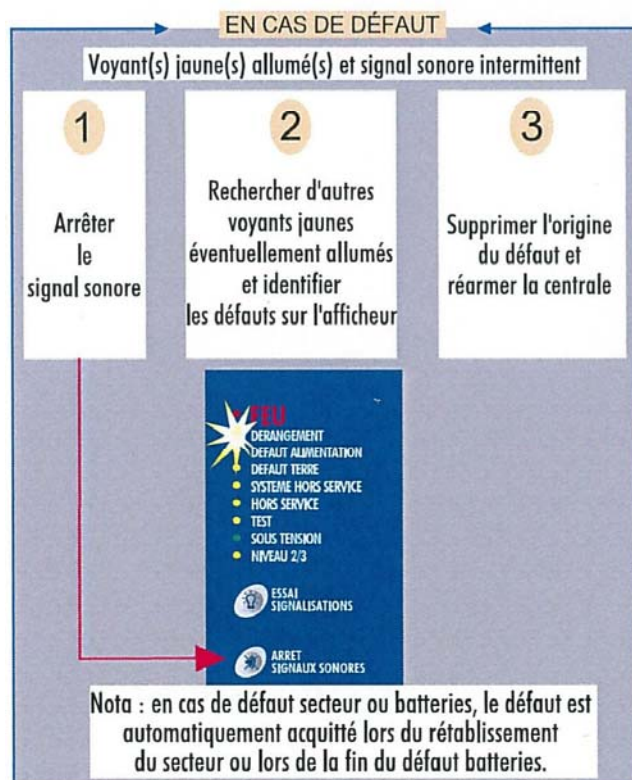 EN CAS DE DÉFAUT
Voyant(s) jaune(s) allumé(s) et signal sonore intermittent
1
Arrêter
le
signal sonore
2
Rechercher d'autres
voyants jaunes
éventuellement allumés
et identifier
les défauts sur l'afficheur
3
Supprimer l'origine
du défaut et
réarmer la centrale
FEU
DERANGEMENT
DEFAUT ALIMENTATION
DEFAUT TERRE
SYSTEME HORS SERVICE
HORS SERVICE
TEST
SOUS TENSION
NIVEAU 2/3
ESSAI
SIGNALISATIONS
ARRET
SIGNAUX SONORES
Nota : en cas de défaut secteur ou batteries, le défaut est
automatiquement acquitté lors du rétablissement
du secteur ou lors de la fin du défaut batteries.